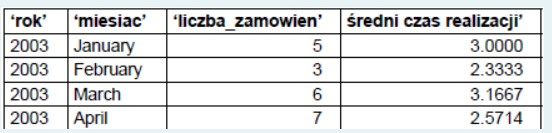 ‘rok’ ‘miesiac’ ‘liczba_zamowien’ średni czas realizacji’
2003 January 5 3.0000
2003 February 3 2.3333
2003 March 6 3.1667
2003 April 7 2.5714